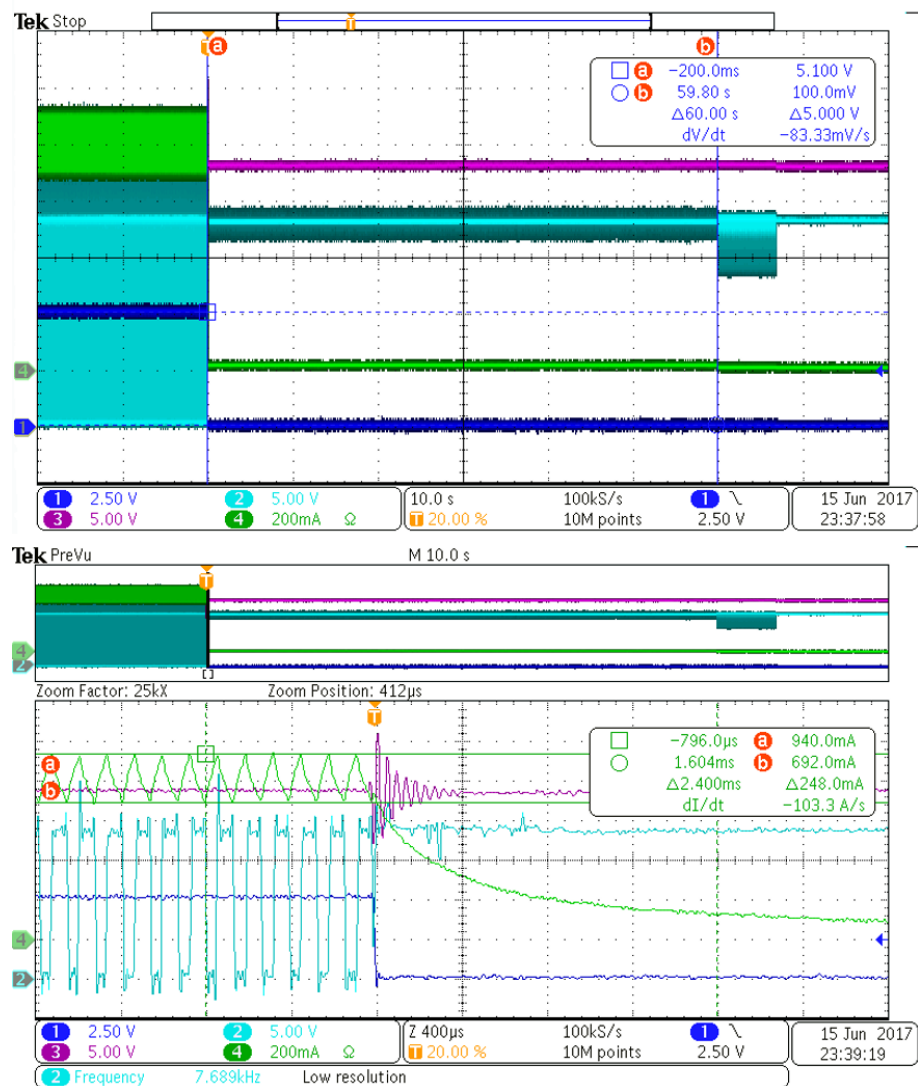 Tek Stop
T
T a b
a -200.0ms 5.100 V
b 59.80 s 100.0mV
Δ60.00 s Δ5.000 V
dV/dt -83.33mV/s
4
1
1 2.50 V 2 5.00 V 10.0 s 100kS/s 1 2.50 V 15 Jun 2017
3 5.00 V 4 200mA Ω T 20.00 % 10M points 23:37:58
Tek PreVu M 10.0 s
T
4
2
Zoom Factor: 25kX Zoom Position: 412µs
T
a
b
-796.0µs a 940.0mA
1.604ms b 692.0mA
Δ2.400ms Δ248.0mA
dI/dt -103.3 A/s
4
2
1 2.50 V 2 5.00 V Z 400µs 100kS/s 1 2.50 V 15 Jun 2017
3 5.00 V 4 200mA Ω T 20.00 % 10M points 23:39:19
2 Frequency 7.689kHz Low resolution